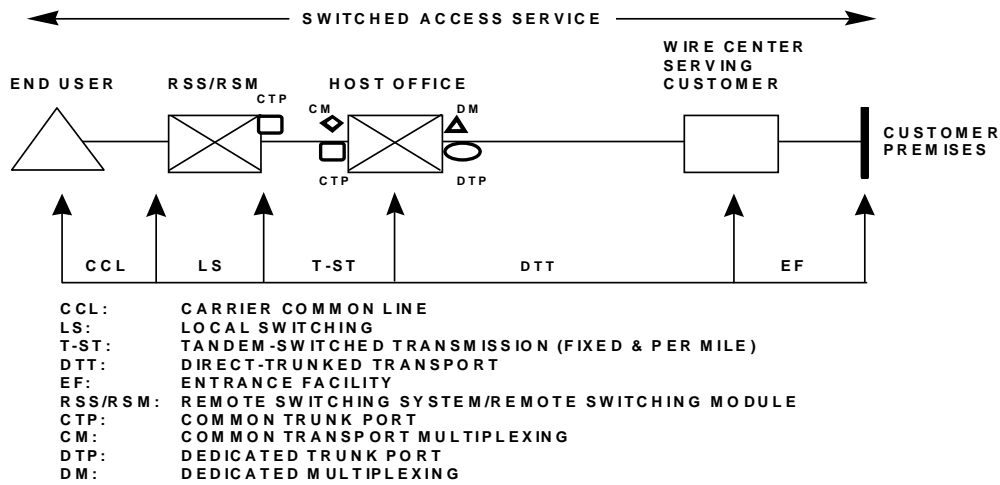 SWITCHED ACCESS SERVICE
WIRE CENTER
SERVING
CUSTOMER
END USER RSS/RSM HOST OFFICE
CTP CM DM
CUSTOMER
PREMISES
CTP DTP
CCL LS T-ST DTT EF
CCL: CARRIER COMMON LINE
LS: LOCAL SWITCHING
T-ST: TANDEM-SWITCHED TRANSMISSION (FIXED & PER MILE)
DTT: DIRECT-TRUNKED TRANSPORT
EF: ENTRANCE FACILITY
RSS/RSM: REMOTE SWITCHING SYSTEM/REMOTE SWITCHING MODULE
CTP: COMMON TRUNK PORT
CM: COMMON TRANSPORT MULTIPLEXING
DTP: DEDICATED TRUNK PORT
DM: DEDICATED MULTIPLEXING